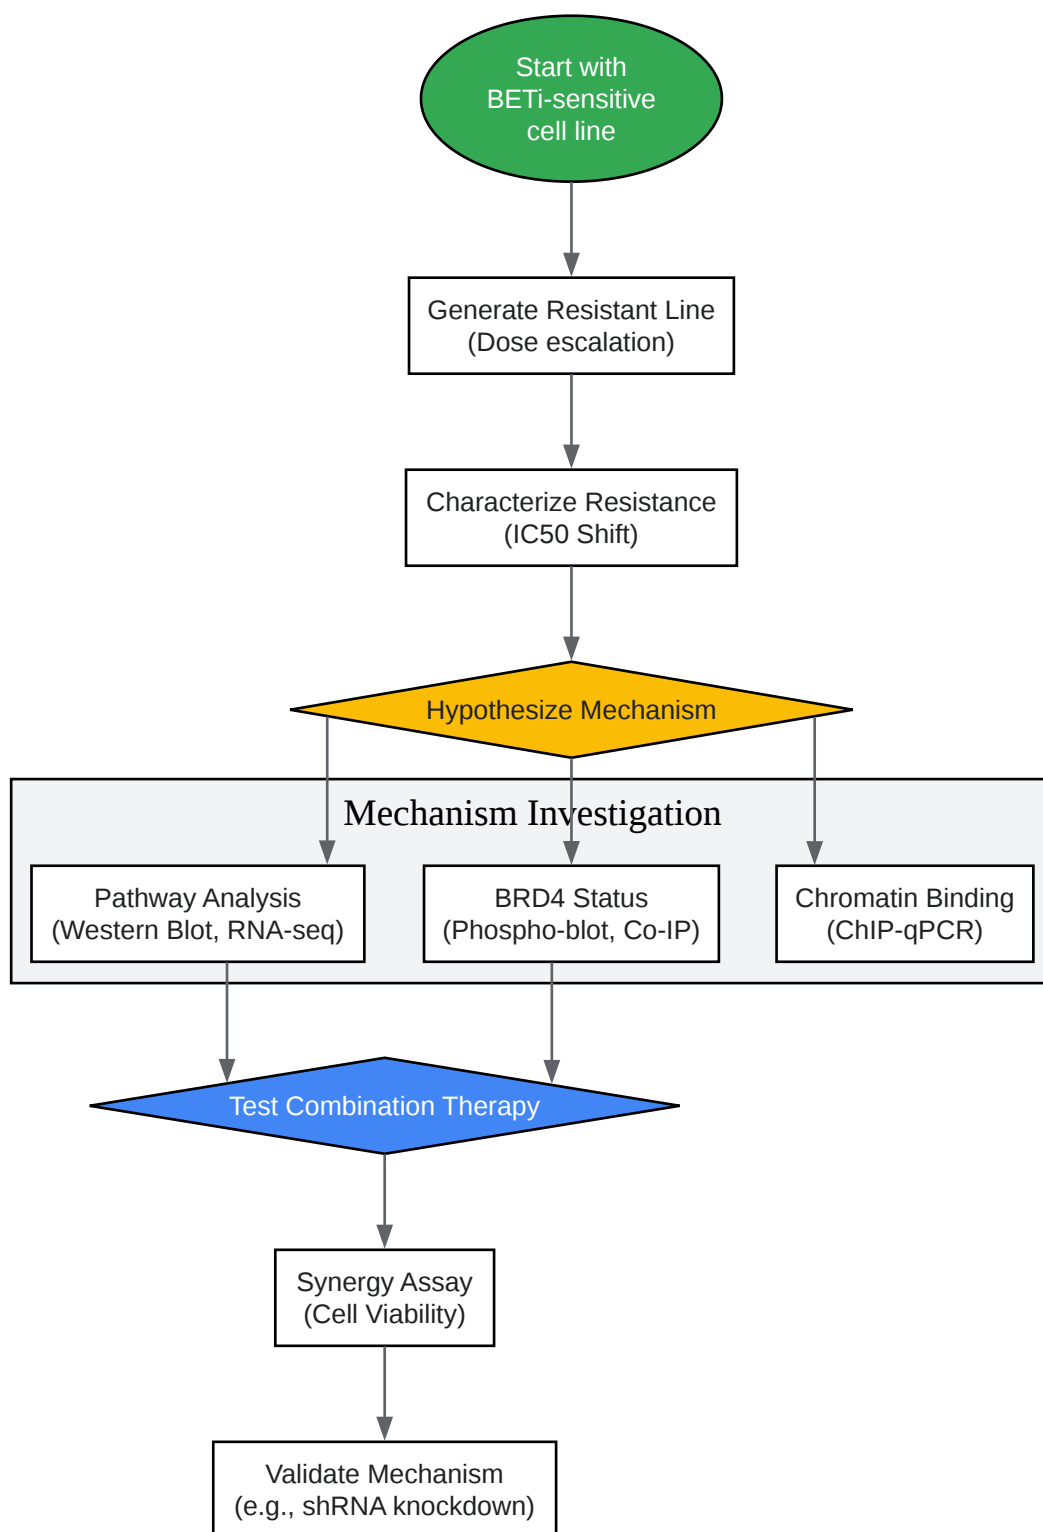 Start with
BETi-sensitive
cell line
Generate Resistant Line
(Dose escalation)
Characterize Resistance
(IC50 Shift)
Hypothesize Mechanism
Mechanism Investigation
Pathway Analysis
(Western Blot, RNA-seq)
BRD4 Status
(Phospho-blot, Co-IP)
Chromatin Binding
(ChIP-qPCR)
Test Combination Therapy
Synergy Assay
(Cell Viability)
Validate Mechanism
(e.g., shRNA knockdown)